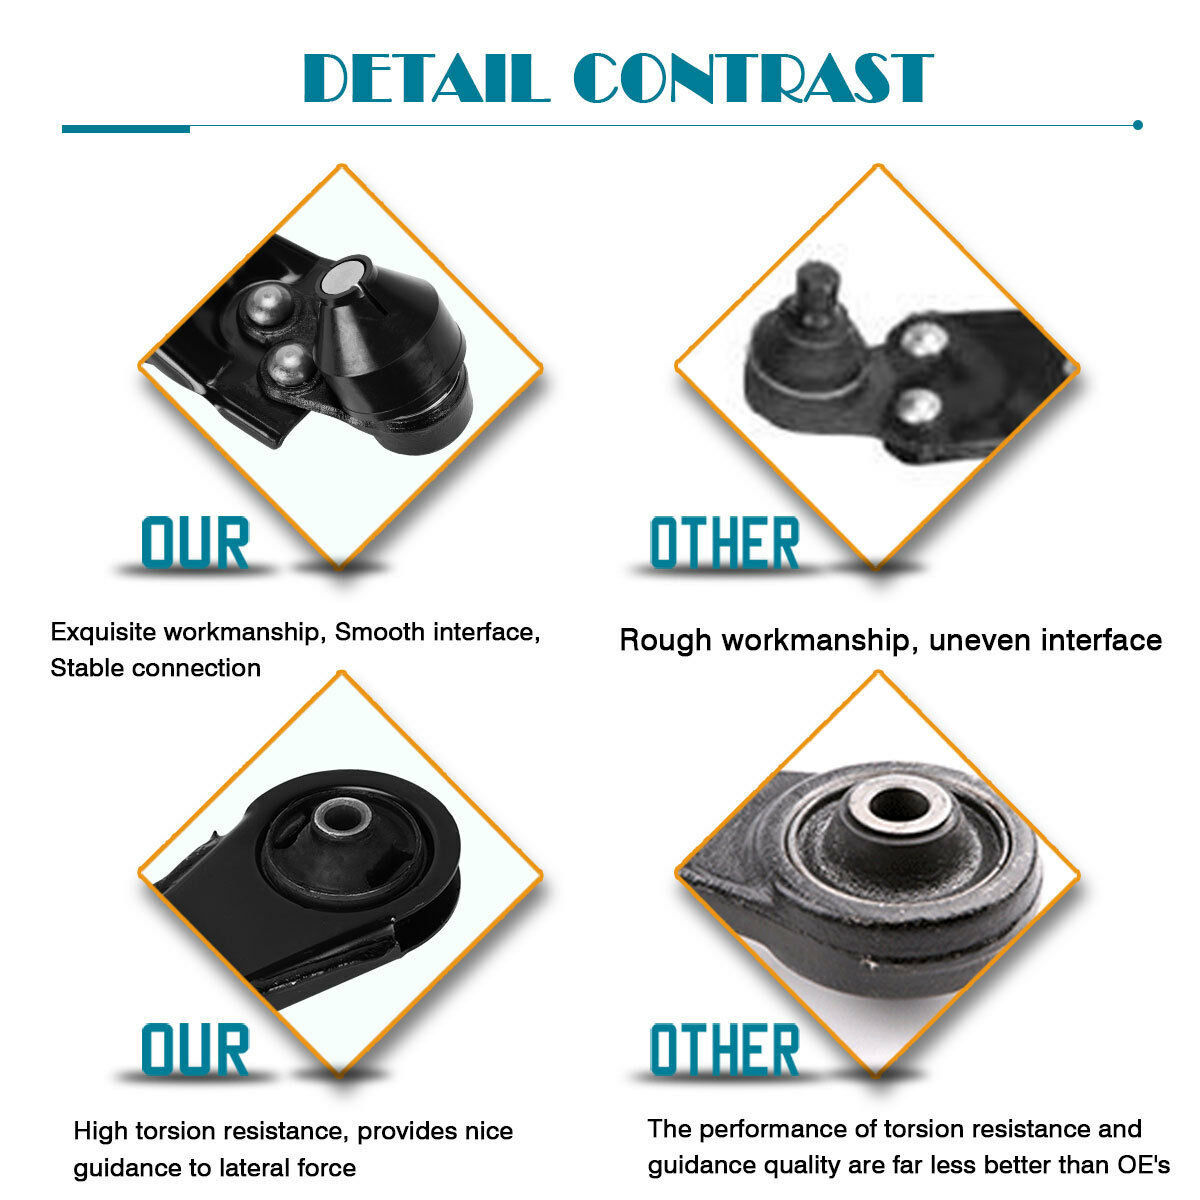 DETAIL CONTRAST
OUR
OTHER
Exquisite workmanship, Smooth interface,
Stable connection
Rough workmanship, uneven interface
OUR
OTHER
High torsion resistance, provides nice
guidance to lateral force
The performance of torsion resistance and
guidance quality are far less better than OE's